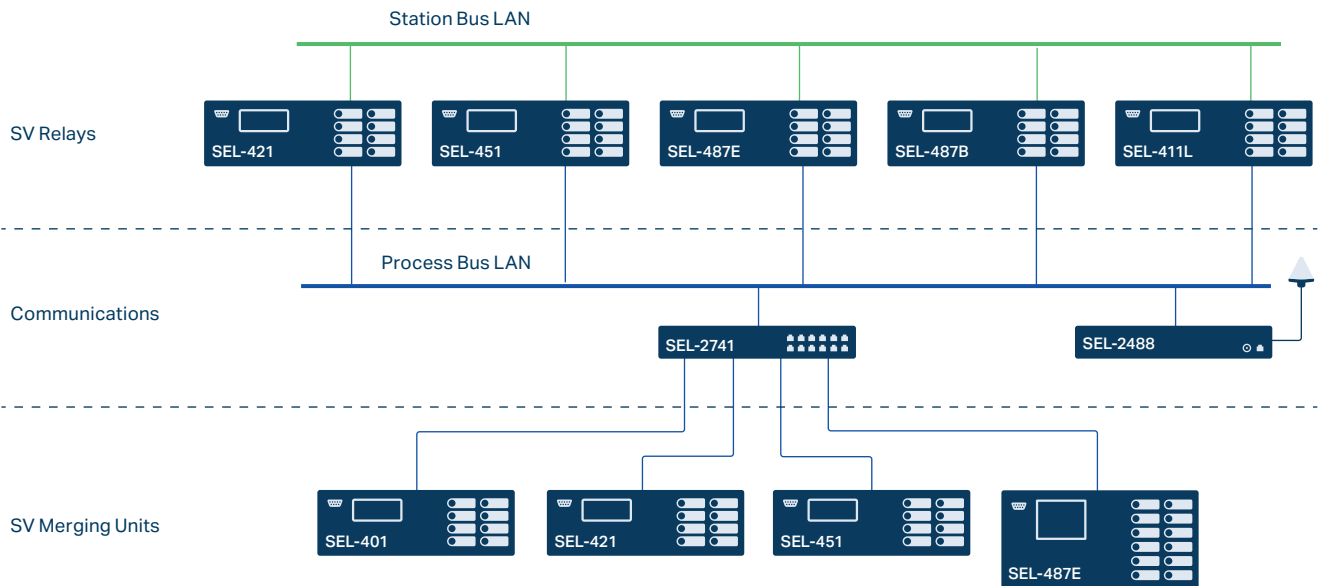 Station Bus LAN
SV Relays
SEL-421
SEL-451
SEL-487E
SEL-487B
SEL-411L
Process Bus LAN
Communications
SEL-2741
SEL-2488
SV Merging Units
SEL-401
SEL-421
SEL-451
SEL-487E